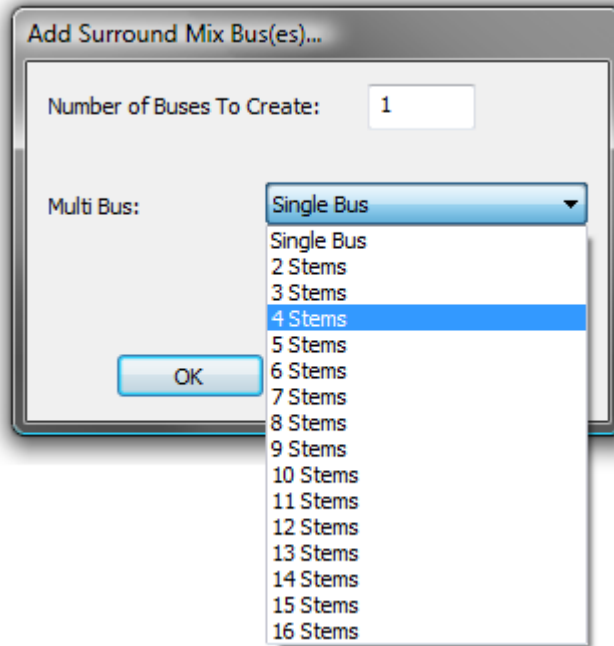 Add Surround Mix Bus(es)...
Number of Buses To Create: 1
Multi Bus: Single Bus
Single Bus
2 Stems
3 Stems
4 Stems
5 Stems
OK
6 Stems
7 Stems
8 Stems
9 Stems
10 Stems
11 Stems
12 Stems
13 Stems
14 Stems
15 Stems
16 Stems